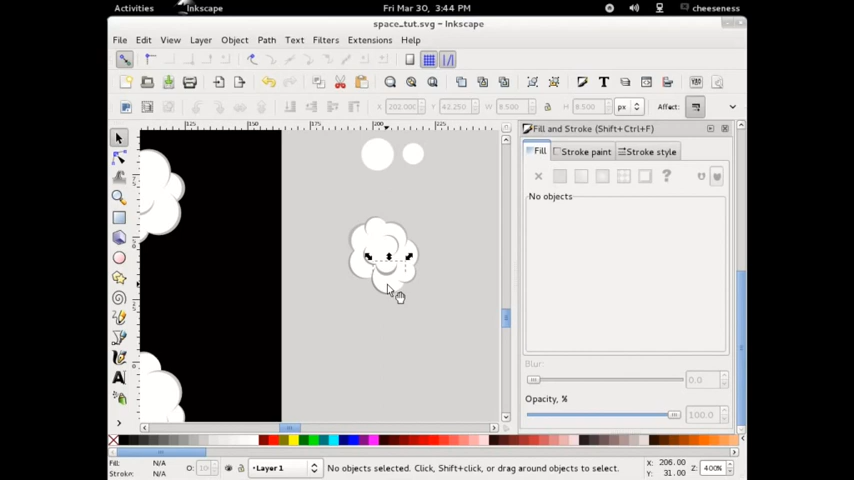 Activities Inkscape Fri Mar 30, 3:44 PM cheeseness
space_tut.svg - Inkscape
File Edit View Layer Object Path Text Filters Extensions Help
X 202.000 Y 42.250 W 8.500 H 8.500 px Affect:
125 150 175 200 225
Fill and Stroke (Shift+Ctrl+F)
Fill Stroke paint Stroke style
No objects
Blur:
0.0
Opacity, %
100.0
Fill: N/A
Stroke: N/A
O: 10
Layer 1
No objects selected. Click, Shift+click, or drag around objects to select.
X: 206.00
Y: 31.00
Z: 400%